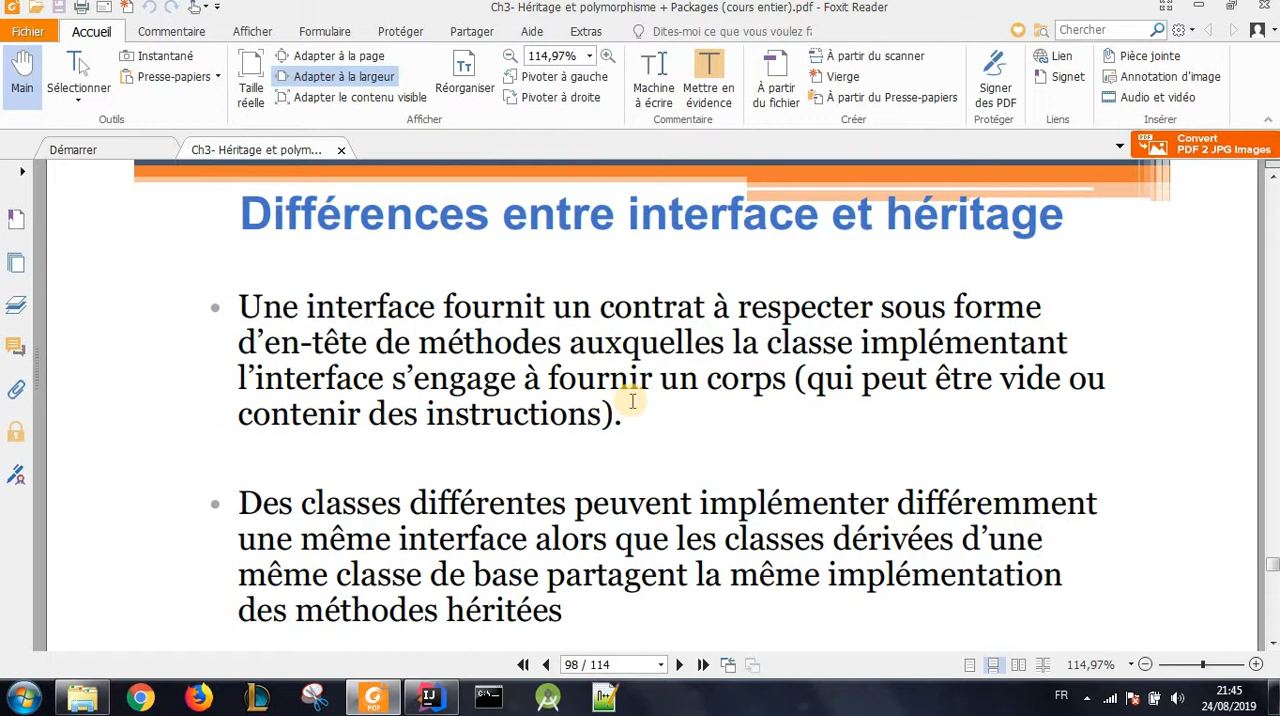 Ch3- Héritage et polymorphisme + Packages (cours entier).pdf - Foxit Reader
Fichier Accueil Commentaire Afficher Formulaire Protéger Partager Aide Extras Dites-moi ce que vous voulez fi Chercher
Main
Sélectionner
Instantané
Presse-papiers
Outils
Taille réelle
Adapter à la page
Adapter à la largeur
Adapter le contenu visible
Réorganiser
114,97%
Pivoter à gauche
Pivoter à droite
Afficher
Machine à écrire
Mettre en évidence
Commentaire
À partir du fichier
À partir du scanner
Vierge
À partir du Presse-papiers
Créer
Signer des PDF
Protéger
Lien
Signet
Liens
Pièce jointe
Annotation d'image
Audio et vidéo
Insérer
Démarrer
Ch3- Héritage et polym...
Convert
PDF 2 JPG Images
Différences entre interface et héritage
• Une interface fournit un contrat à respecter sous forme
d’en-tête de méthodes auxquelles la classe implémentant
l’interface s’engage à fournir un corps (qui peut être vide ou
contenir des instructions).
• Des classes différentes peuvent implémenter différemment
une même interface alors que les classes dérivées d’une
même classe de base partagent la même implémentation
des méthodes héritées
98 / 114
114,97%
FR
21:45
24/08/2019